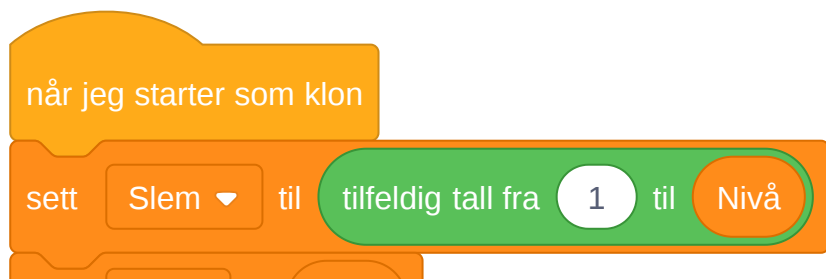 når jeg starter som klon
sett Slem til tilfeldig tall fra 1 til Nivå